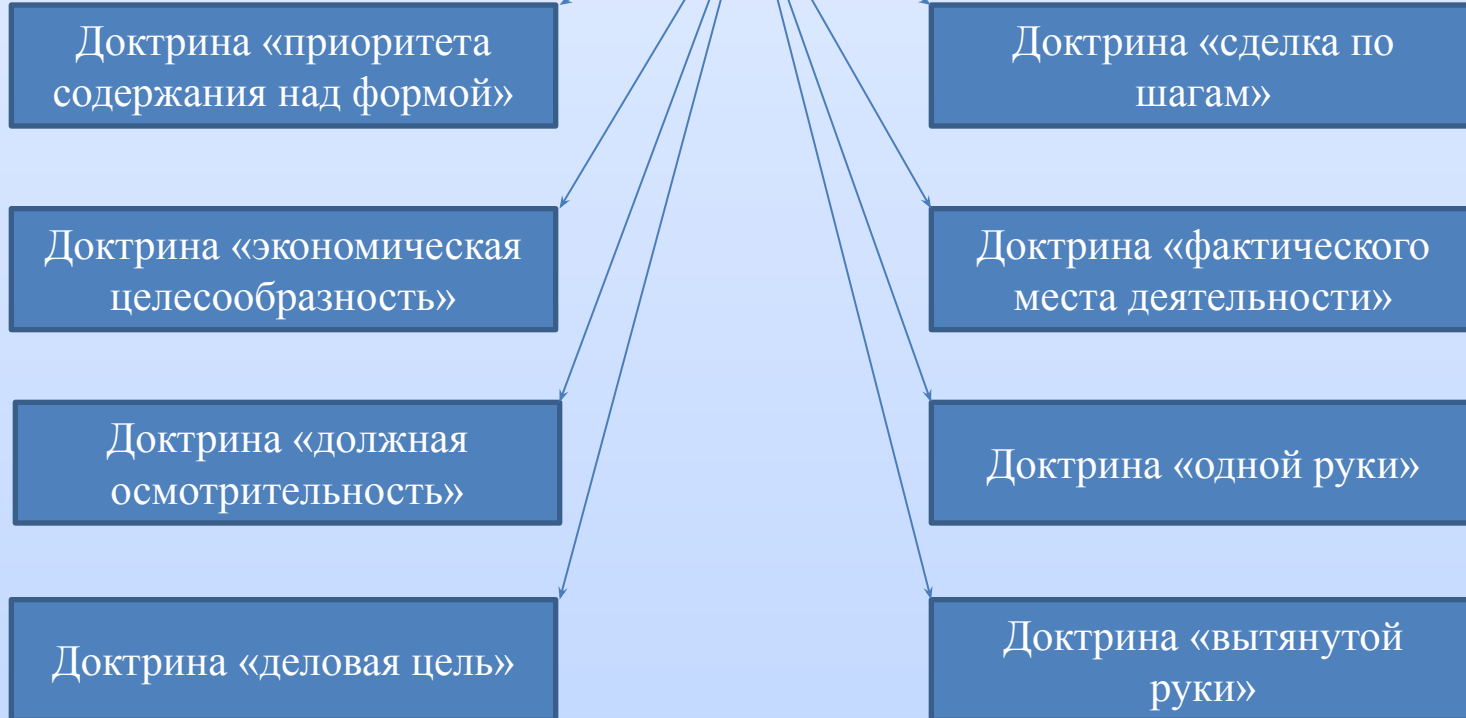 Доктрина «приоритета
содержания над формой»
Доктрина «сделка по
шагам»
Доктрина «экономическая
целесообразность»
Доктрина «фактического
места деятельности»
Доктрина «должная
осмотрительность»
Доктрина «одной руки»
Доктрина «деловая цель»
Доктрина «вытянутой
руки»